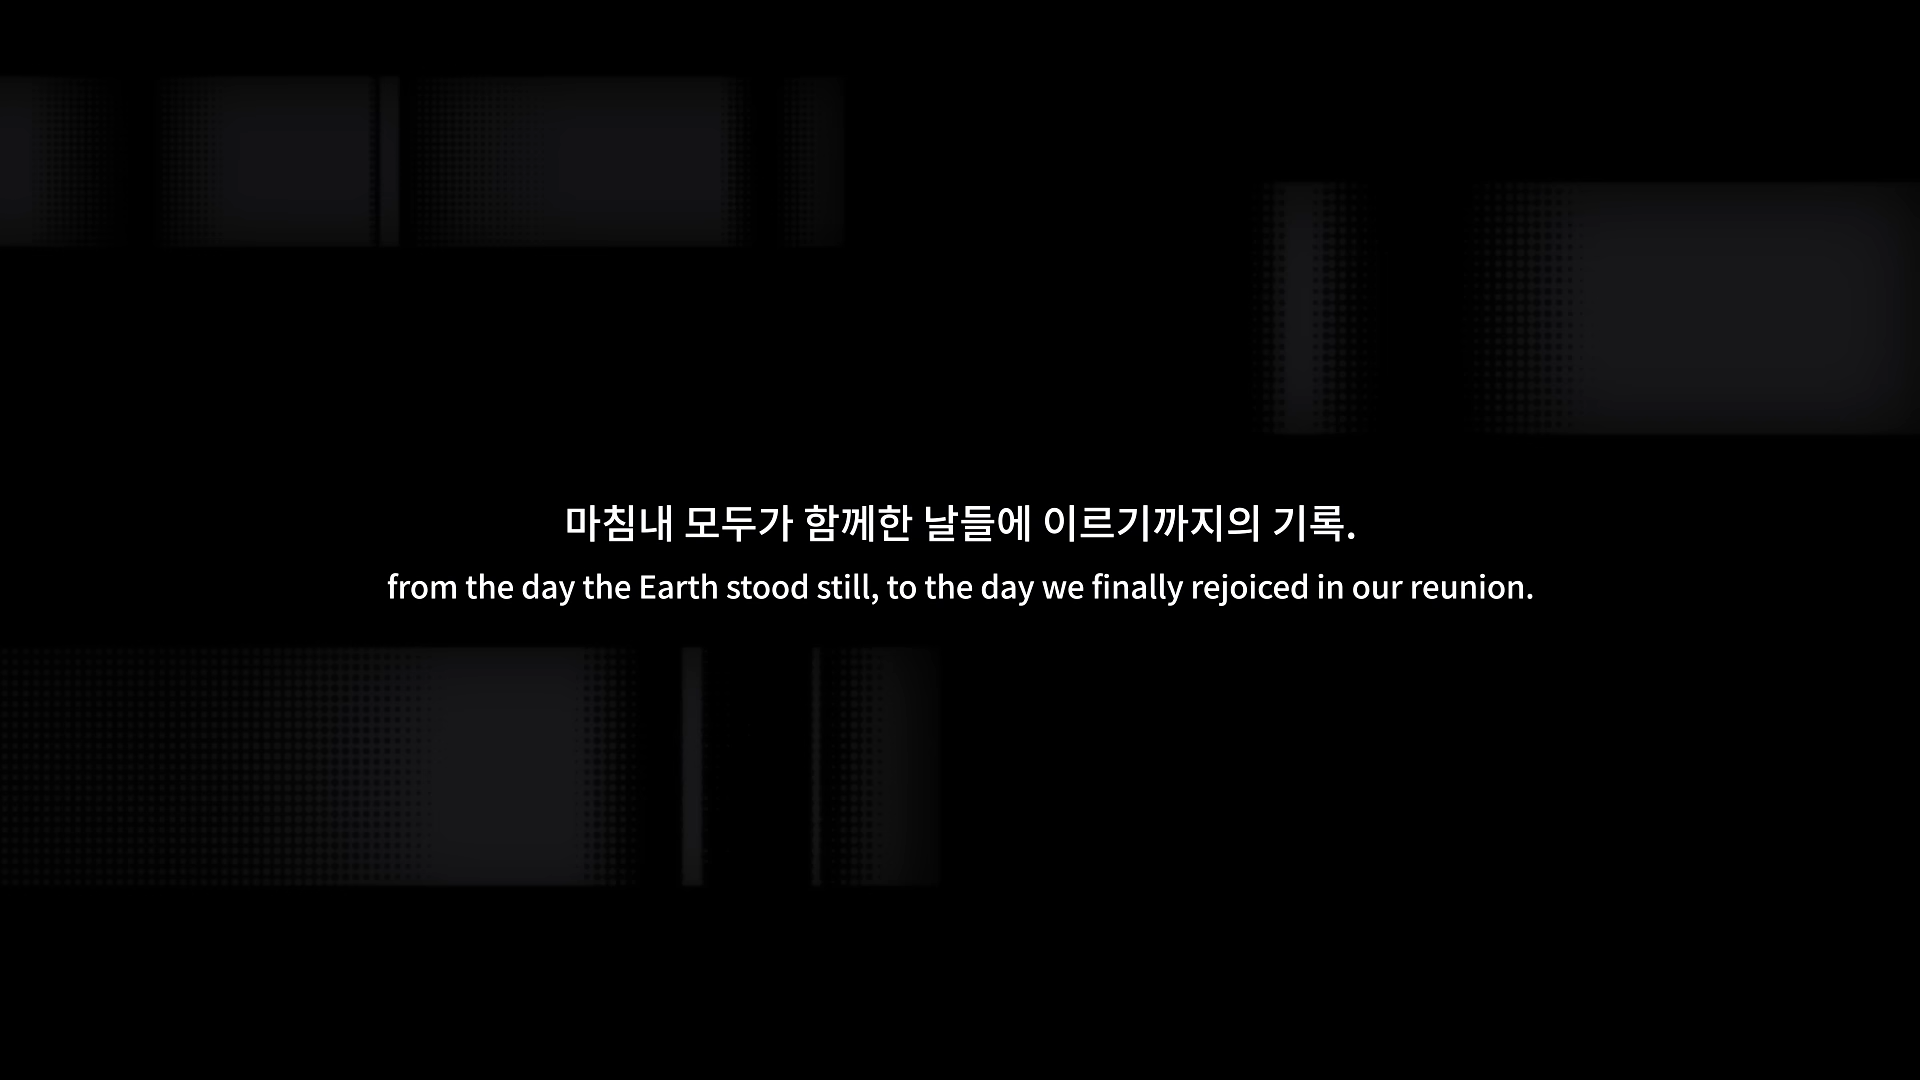 마침내 모두가 함께한 날들에 이르기까지의 기록.
from the day the Earth stood still, to the day we finally rejoiced in our reunion.